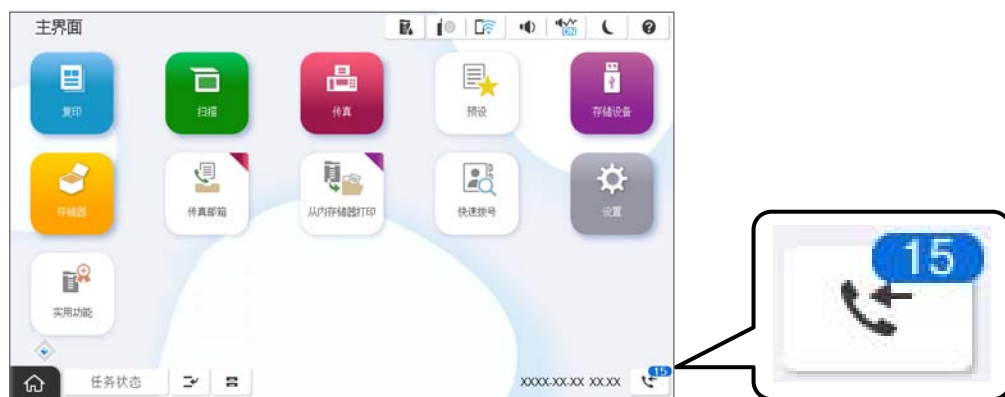 主界面
ON
复印
扫描
传真
预设
存储设备
存储器
传真邮箱
从内存储器打印
快速拨号
设置
实用功能
任务状态
XXXX-XX-XX XX:XX
15
15